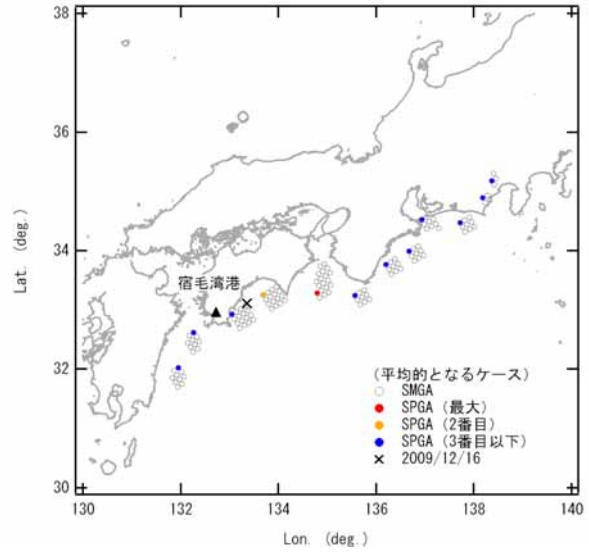 38
36
34
32
30
Lat. (deg.)
宿毛湾港
(平均的となるケース)
SMGA
SPGA (最大)
SPGA (2番目)
SPGA (3番目以下)
2009/12/16
130
132
134
136
138
140
Lon. (deg.)